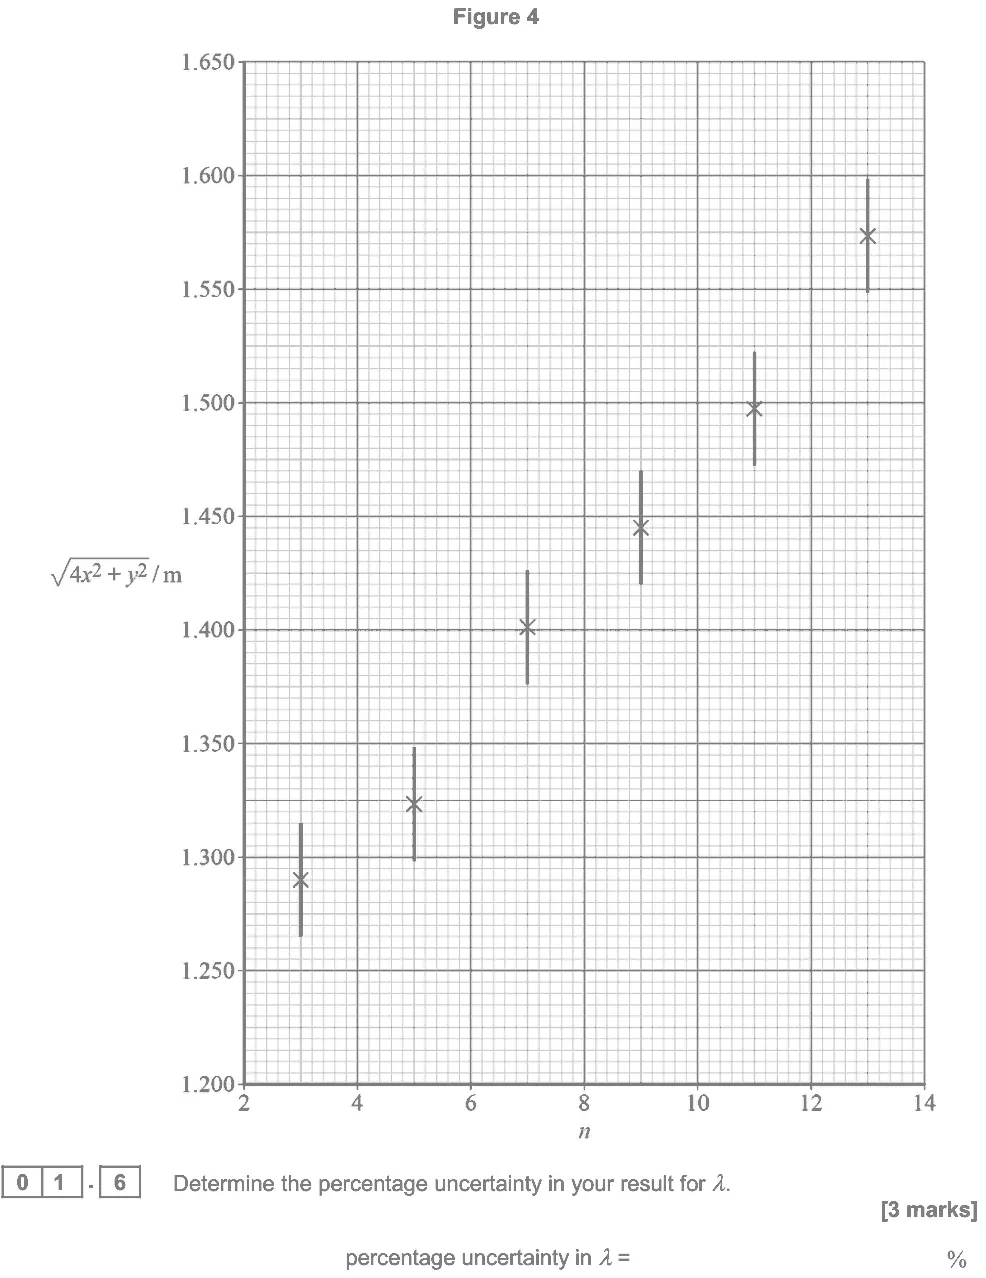 Figure 4
1.650
1.600
1.550
1.500
1.450
√4x² + y² / m
1.400
1.350
1.300
1.250
1.200
2 4 6 8 10 12 14
n
0 1 . 6 Determine the percentage uncertainty in your result for λ.
[3 marks]
percentage uncertainty in λ = %